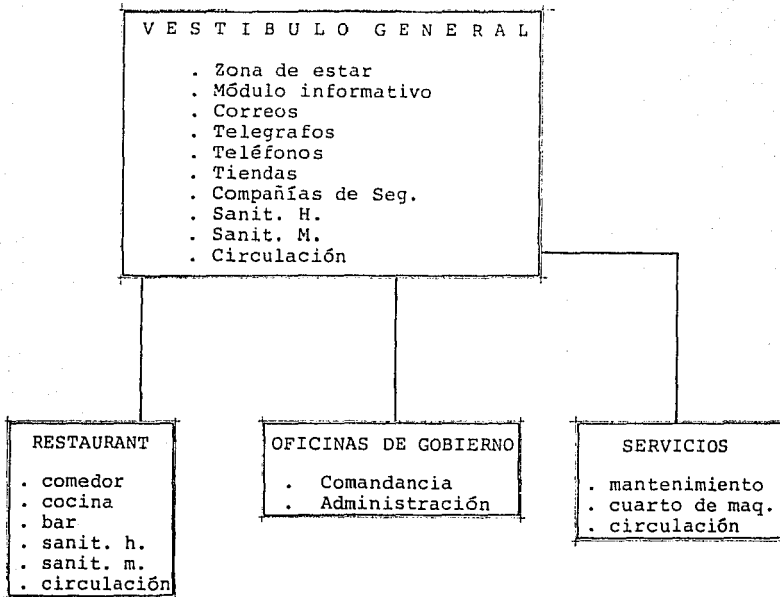 V E S T I B U L O   G E N E R A L
. Zona de estar
. Módulo informativo
. Correos
. Telegrafos
. Teléfonos
. Tiendas
. Compañías de Seg.
. Sanit. H.
. Sanit. M.
. Circulación
RESTAURANT
. comedor
. cocina
. bar
. sanit. h.
. sanit. m.
. circulación
OFICINAS DE GOBIERNO
. Comandancia
. Administración
SERVICIOS
. mantenimiento
. cuarto de maq.
. circulación